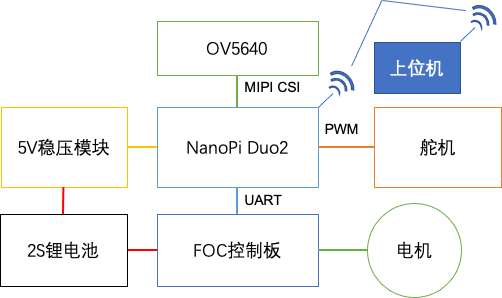 OV5640
上位机
MIPI CSI
5V稳压模块
NanoPi Duo2
PWM
舵机
UART
2S锂电池
FOC控制板
电机